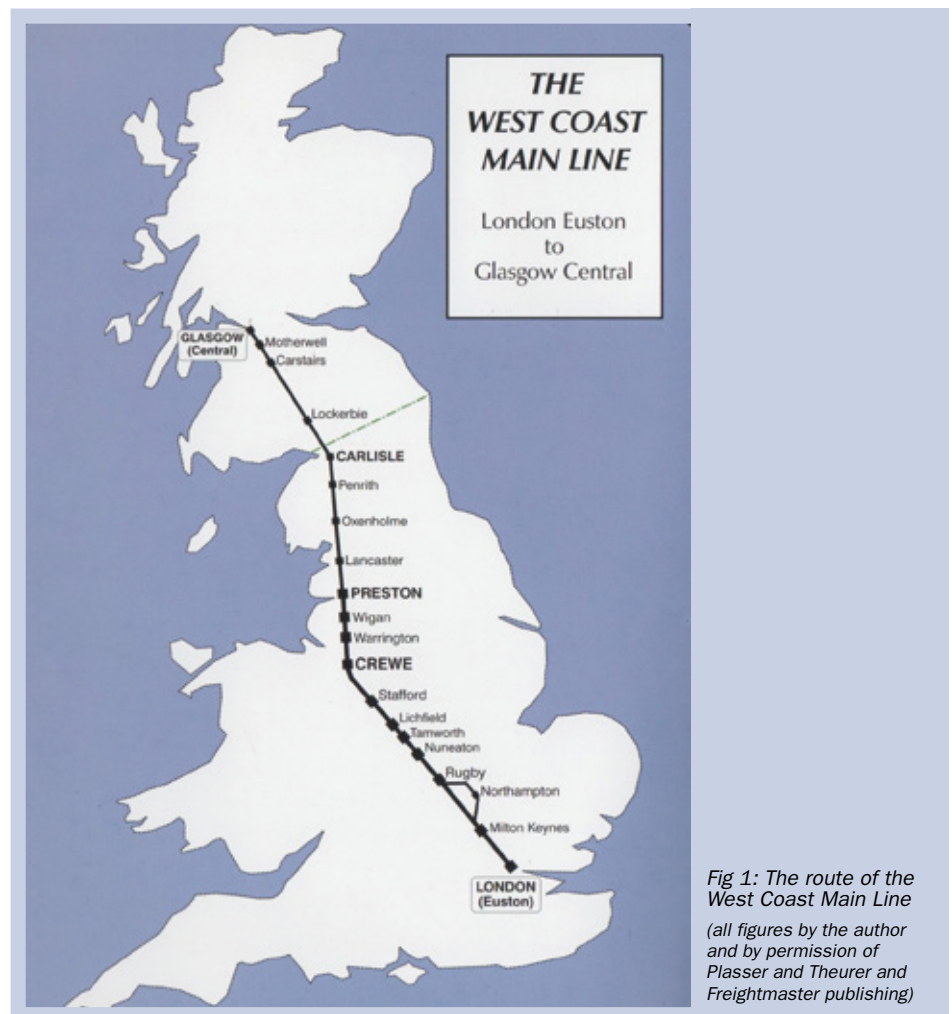 THE
WEST COAST
MAIN LINE
London Euston
to
Glasgow Central
GLASGOW
(Central)
Motherwell
Carstairs
Lockerbie
CARLISLE
Penrith
Oxenholme
Lancaster
PRESTON
Wigan
Warrington
CREWE
Stafford
Lichfield
Tamworth
Nuneaton
Rugby
Northampton
Milton Keynes
LONDON
(Euston)
Fig 1: The route of the
West Coast Main Line
(all figures by the author
and by permission of
Plasser and Theurer and
Freightmaster publishing)